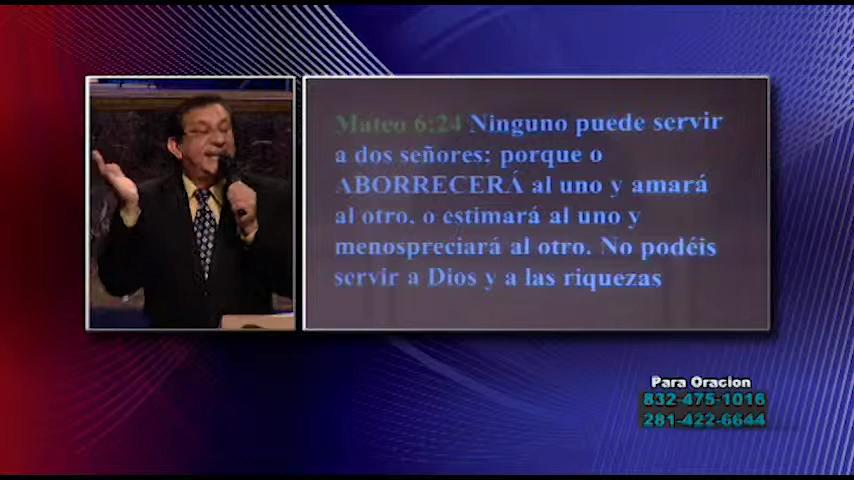 Mateo 6:24 Ninguno puede servir
a dos señores: porque o
ABORRECERÁ al uno y amará
al otro, o estimará al uno y
menospreciará al otro. No podéis
servir a Dios y a las riquezas
Para Oracion
832-475-1016
281-422-6644